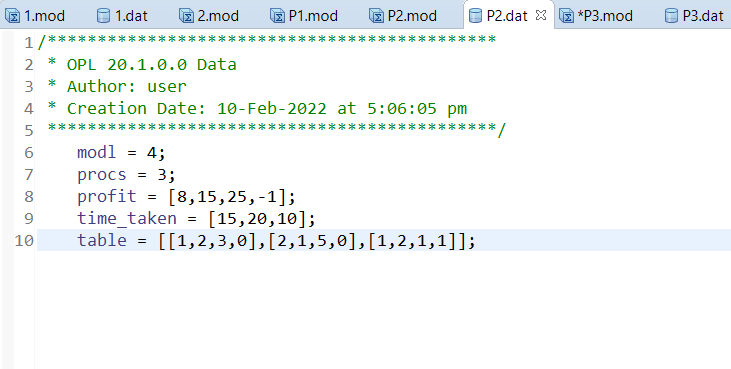 1.mod 1.dat 2.mod P1.mod P2.mod P2.dat *P3.mod P3.dat
1 /*********************************************
2 * OPL 20.1.0.0 Data
3 * Author: user
4 * Creation Date: 10-Feb-2022 at 5:06:05 pm
5 *********************************************/
6 modl = 4;
7 procs = 3;
8 profit = [8,15,25,-1];
9 time_taken = [15,20,10];
10 table = [[1,2,3,0],[2,1,5,0],[1,2,1,1]];